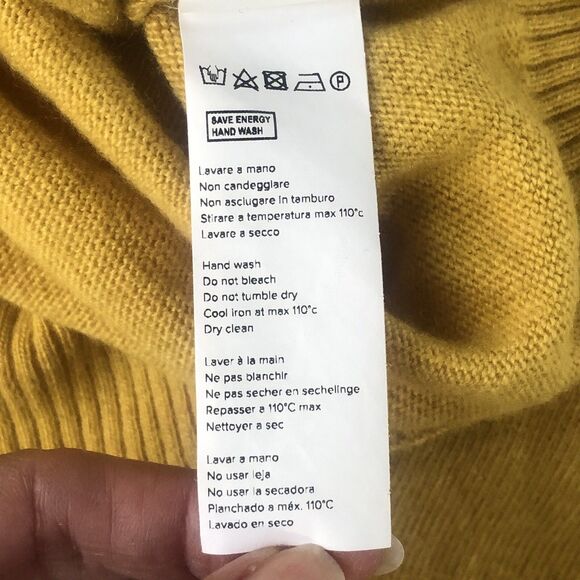 P
SAVE ENERGY
HAND WASH
Lavare a mano
Non candeggiare
Non asciugare in tamburo
Stirare a temperatura max 110°c
Lavare a secco
Hand wash
Do not bleach
Do not tumble dry
Cool iron at max 110°c
Dry clean
Laver à la main
Ne pas blanchir
Ne pas secher en sechelinge
Repasser a 110°C max
Nettoyer a sec
Lavar a mano
No usar leja
No usar la secadora
Planchado a máx. 110°C
Lavado en seco